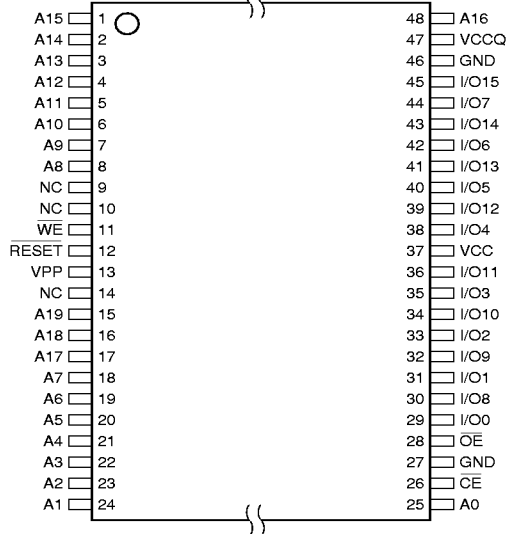 A15 1 48 A16
A14 2 47 VCCQ
A13 3 46 GND
A12 4 45 I/O15
A11 5 44 I/O7
A10 6 43 I/O14
A9 7 42 I/O6
A8 8 41 I/O13
NC 9 40 I/O5
NC 10 39 I/O12
W̅E̅ 11 38 I/O4
R̅E̅S̅E̅T̅ 12 37 VCC
VPP 13 36 I/O11
NC 14 35 I/O3
A19 15 34 I/O10
A18 16 33 I/O2
A17 17 32 I/O9
A7 18 31 I/O1
A6 19 30 I/O8
A5 20 29 I/O0
A4 21 28 O̅E̅
A3 22 27 GND
A2 23 26 C̅E̅
A1 24 25 A0